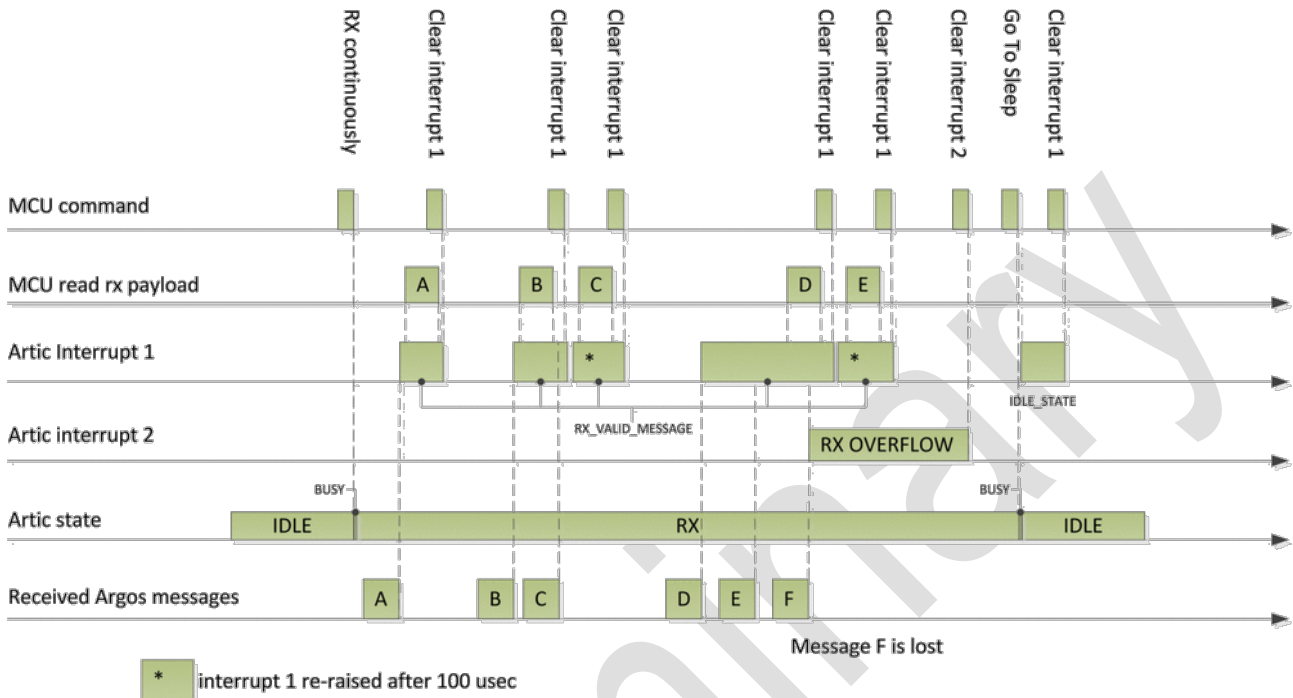 RX continuously
Clear interrupt 1
Clear interrupt 1
Clear interrupt 1
Clear interrupt 1
Clear interrupt 1
Clear interrupt 2
Go To Sleep
Clear interrupt 1
MCU command
MCU read rx payload
A
B
C
D
E
Artic Interrupt 1
*
*
IDLE_STATE
RX_VALID_MESSAGE
Artic interrupt 2
RX OVERFLOW
BUSY
BUSY
Artic state
IDLE
RX
IDLE
Received Argos messages
A
B
C
D
E
F
Message F is lost
* interrupt 1 re-raised after 100 usec